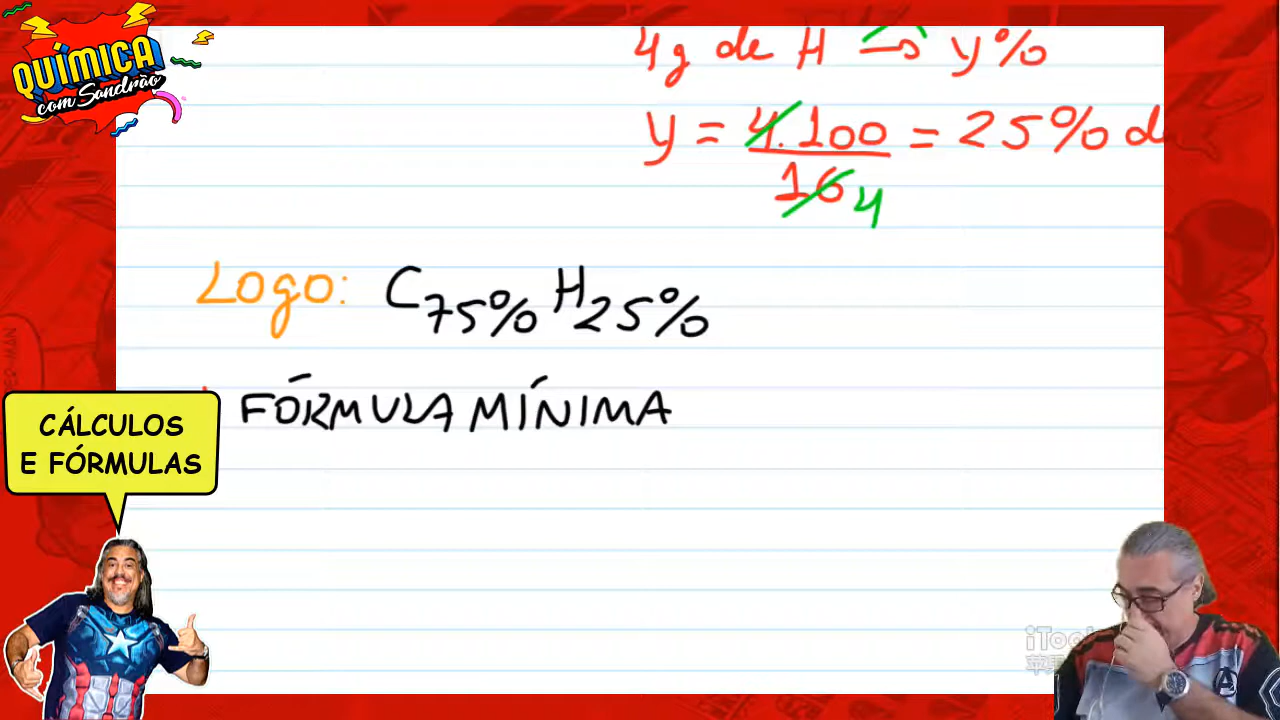 QUÍMICA
com Sandrão
4g de H → y%
y = 4.100 = 25% d
16 4
Logo: C75% H25%
FÓRMULA MÍNIMA
CÁLCULOS
E FÓRMULAS